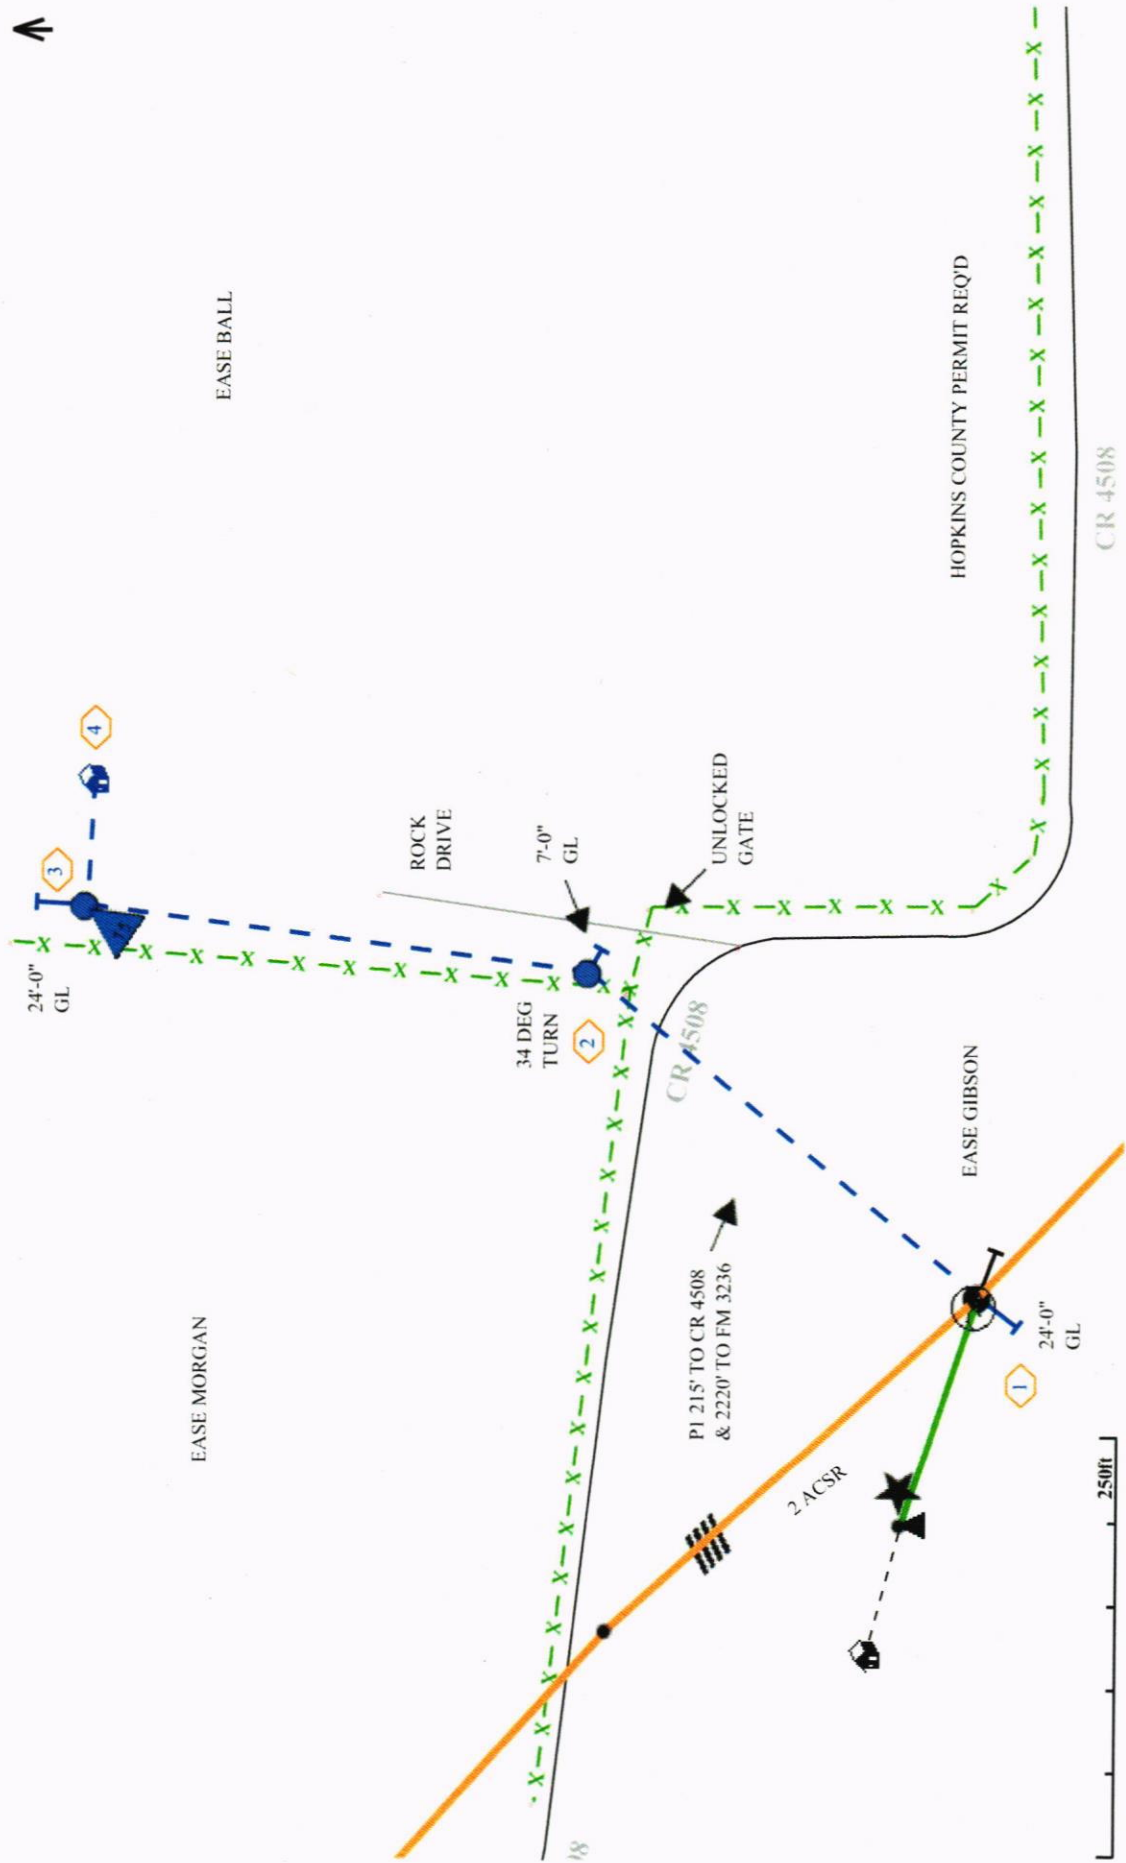 24'-0"
GL
3
4
EASE BALL
34 DEG
TURN
2
ROCK
DRIVE
7'-0"
GL
UNLOCKED
GATE
CR 4508
EASE MORGAN
P1 215' TO CR 4508
& 2220' TO FM 3236
EASE GIBSON
HOPKINS COUNTY PERMIT REQ'D
CR 4508
2 ACSR
24'-0"
GL
1
250ft